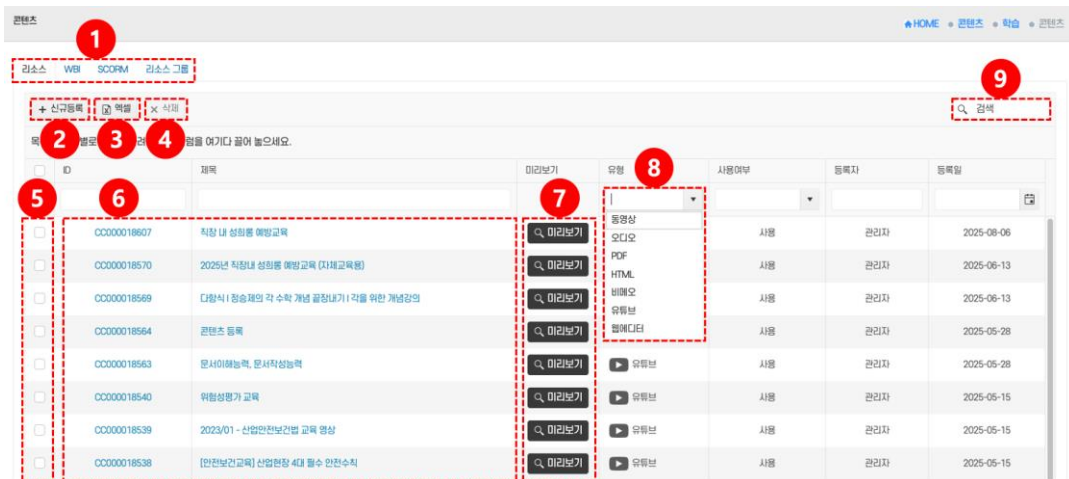 콘텐츠
HOME 콘텐츠 학습 콘텐츠
1
리소스 WBI SCORM 리소스 그룹
9
+ 신규등록 엑셀 × 삭제 검색
2 3 4
럼을 여기다 끌어 놓으세요.
ID 제목 미리보기 유형 8 사용여부 등록자 등록일
5 6 7
동영상
오디오
PDF
HTML
비메오
유튜브
웹에디터
CC000018607 직장 내 성희롱 예방교육 미리보기 사용 관리자 2025-08-06
CC000018570 2025년 직장내 성희롱 예방교육 (자체교육용) 미리보기 사용 관리자 2025-06-13
CC000018569 다항식 I 정승제의 각 수학 개념 끝장내기 I 각을 위한 개념강의 미리보기 사용 관리자 2025-06-13
CC000018564 콘텐츠 등록 미리보기 사용 관리자 2025-05-28
CC000018563 문서이해능력, 문서작성능력 미리보기 유튜브 사용 관리자 2025-05-28
CC000018540 위험성평가 교육 미리보기 유튜브 사용 관리자 2025-05-15
CC000018539 2023/01 - 산업안전보건법 교육 영상 미리보기 유튜브 사용 관리자 2025-05-15
CC000018538 [안전보건교육] 산업현장 4대 필수 안전수칙 미리보기 유튜브 사용 관리자 2025-05-15